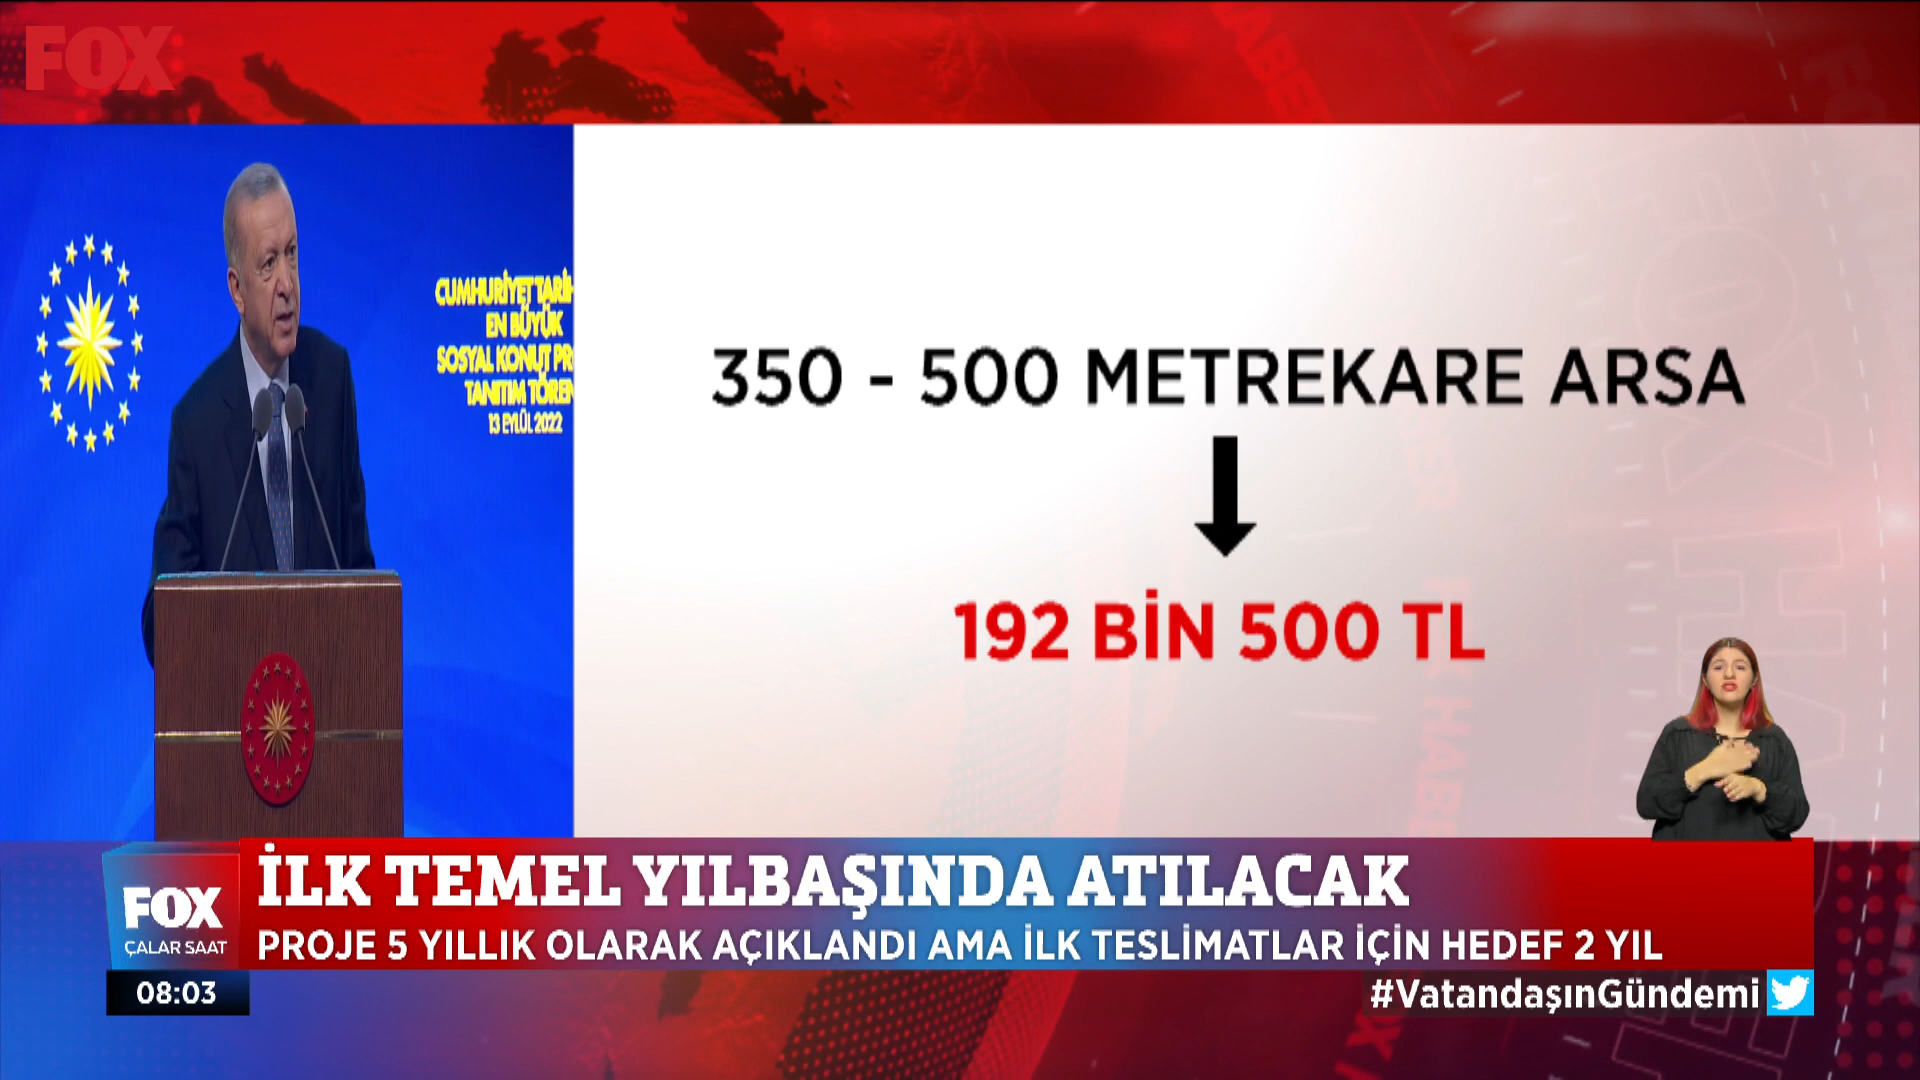 FOX
CUMHURİYET TARİH
EN BÜYÜK
SOSYAL KONUT PR
TANITIM TÖREN
13 EYLÜL 2022
350 - 500 METREKARE ARSA
192 BİN 500 TL
İLK TEMEL YILBAŞINDA ATILACAK
FOX
ÇALAR SAAT
PROJE 5 YILLIK OLARAK AÇIKLANDI AMA İLK TESLİMATLAR İÇİN HEDEF 2 YIL
08:03
#VatandaşınGündemi